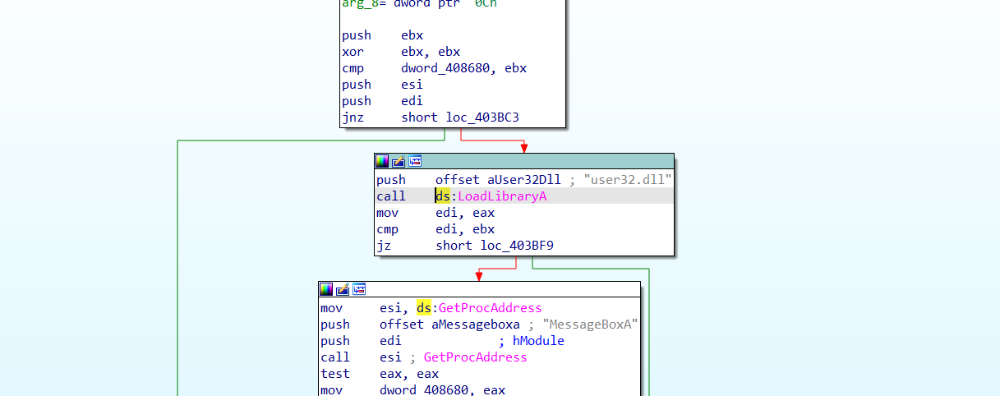 arg_8= dword ptr  0Ch
push    ebx
xor     ebx, ebx
cmp     dword_408680, ebx
push    esi
push    edi
jnz     short loc_403BC3
push    offset aUser32Dll ; "user32.dll"
call    ds:LoadLibraryA
mov     edi, eax
cmp     edi, ebx
jz      short loc_403BF9
mov     esi, ds:GetProcAddress
push    offset aMessageboxa ; "MessageBoxA"
push    edi             ; hModule
call    esi ; GetProcAddress
test    eax, eax
mov     dword_408680, eax